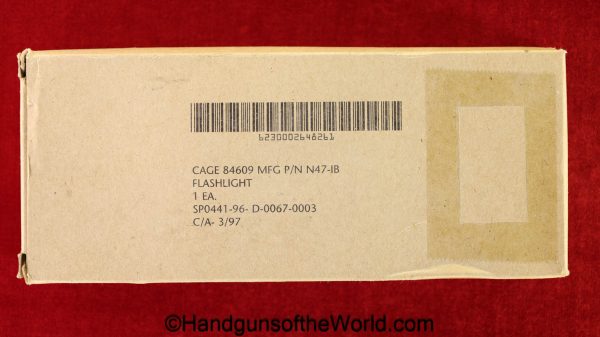 6230002648261
CAGE 84609 MFG P/N N47-IB
FLASHLIGHT
1 EA.
SP0441-96- D-0067-0003
C/A- 3/97
©HandgunsoftheWorld.com